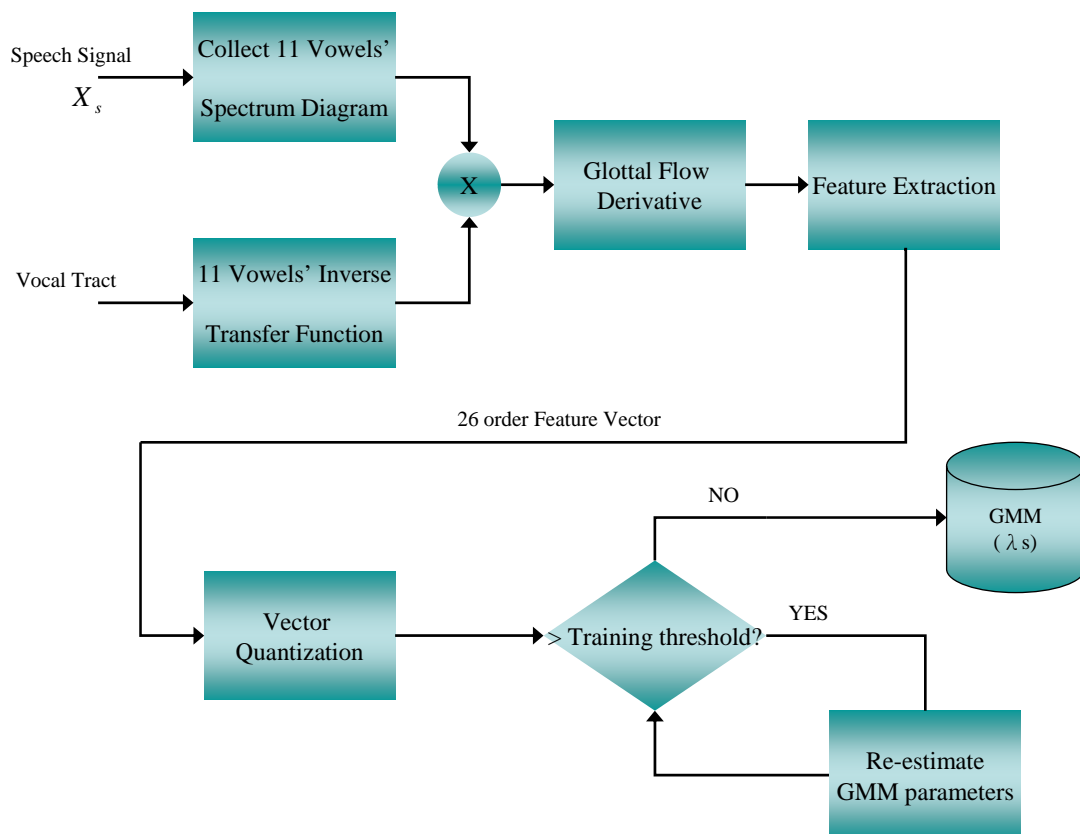 Speech Signal
X s
Collect 11 Vowels’
Spectrum Diagram
X
Glottal Flow
Derivative
Feature Extraction
Vocal Tract
11 Vowels’ Inverse
Transfer Function
26 order Feature Vector
NO
GMM
( λ s)
Vector
Quantization
> Training threshold?
YES
Re-estimate
GMM parameters